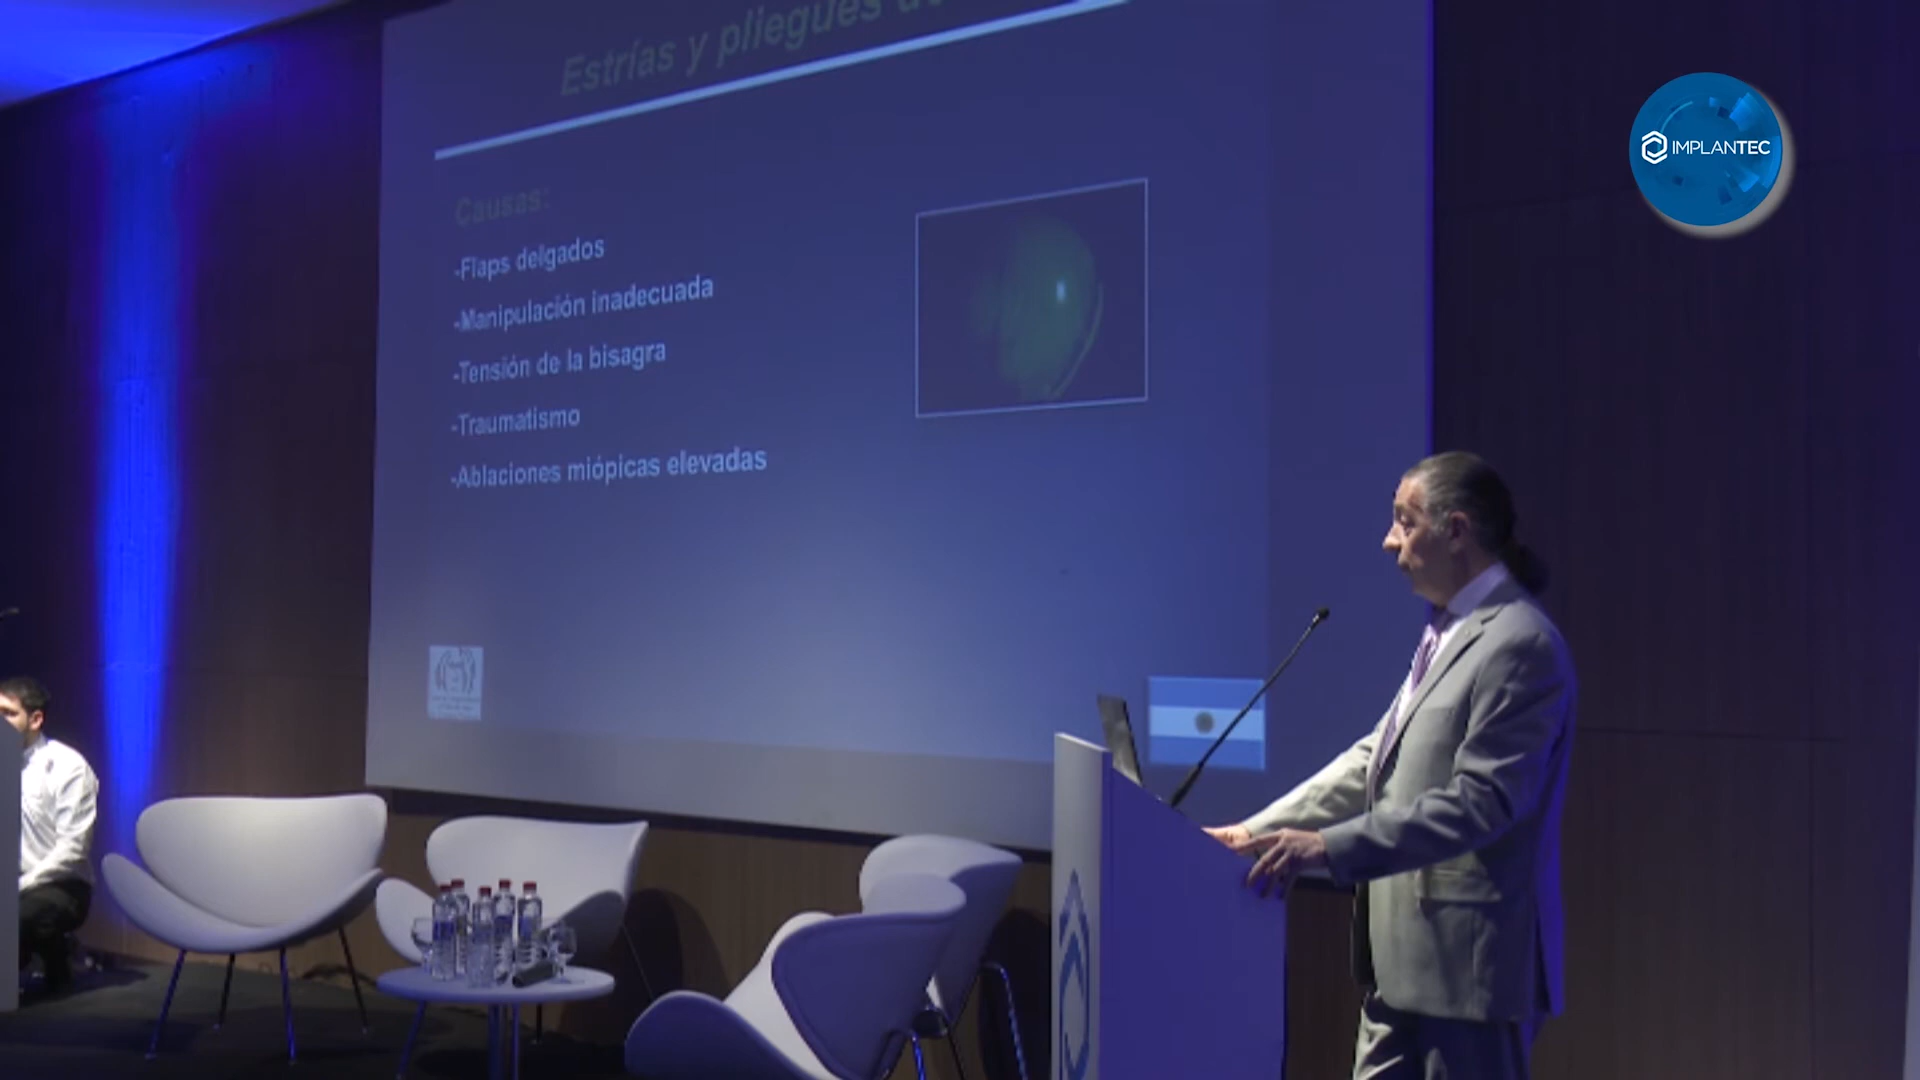 Estrías y pliegues
Causas:
-Flaps delgados
-Manipulación inadecuada
-Tensión de la bisagra
-Traumatismo
-Ablaciones miópicas elevadas
IMPLANTEC